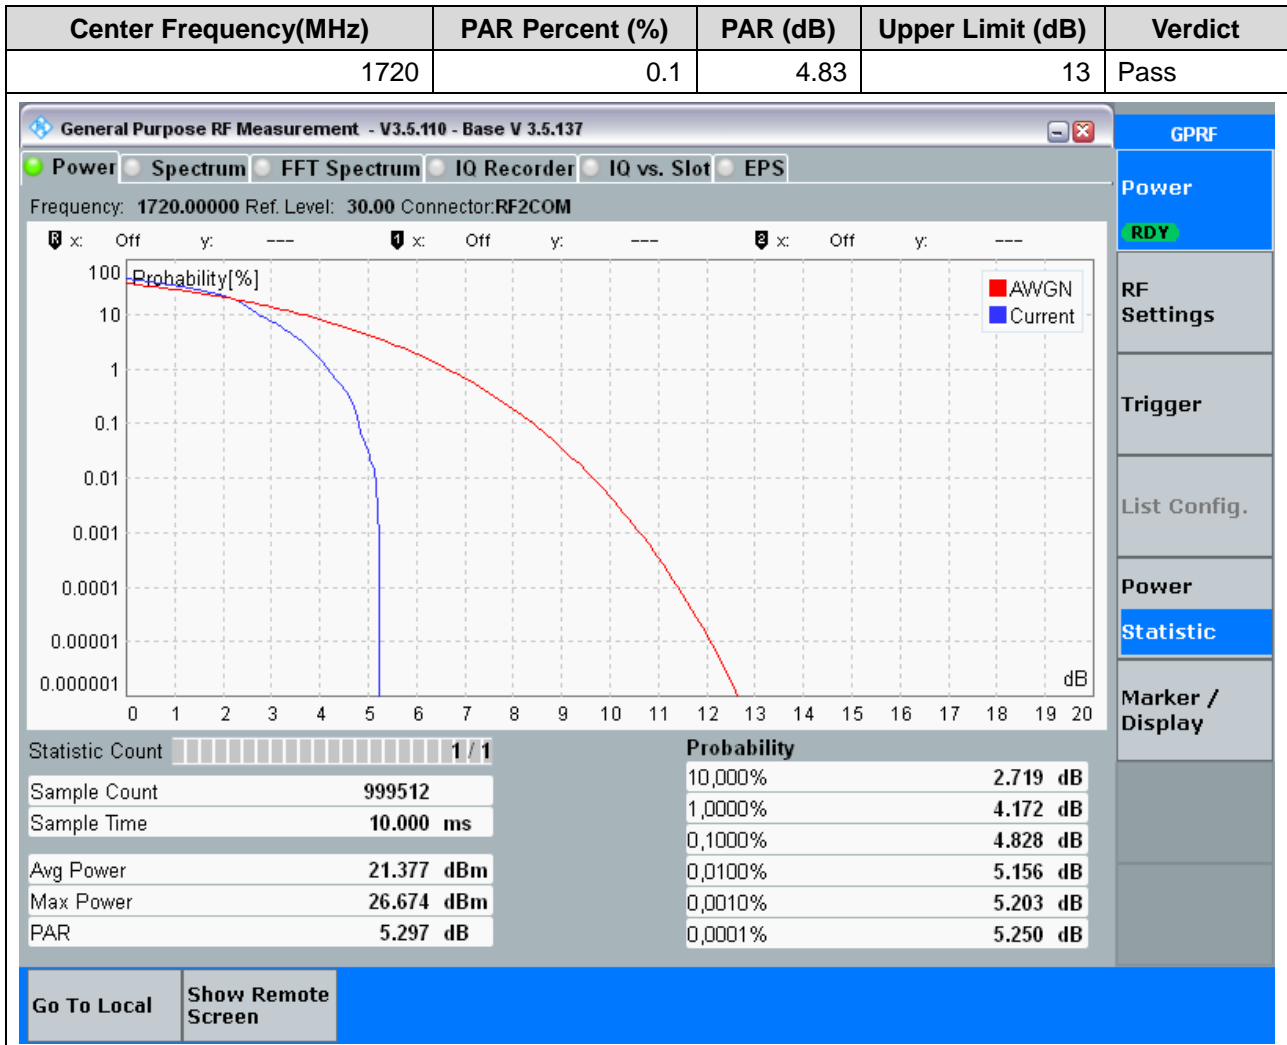 Center Frequency(MHz) PAR Percent (%) PAR (dB) Upper Limit (dB) Verdict
1720 0.1 4.83 13 Pass
General Purpose RF Measurement - V3.5.110 - Base V 3.5.137
GPRF
Power Spectrum FFT Spectrum IQ Recorder IQ vs. Slot EPS
Power
RDY
Frequency: 1720.00000 Ref. Level: 30.00 Connector:RF2COM
R x: Off y: --- 1 x: Off y: --- 2 x: Off y: ---
Probability[%]
100
10
1
0.1
0.01
0.001
0.0001
0.00001
0.000001
AWGN
Current
dB
0 1 2 3 4 5 6 7 8 9 10 11 12 13 14 15 16 17 18 19 20
RF
Settings
Trigger
List Config.
Power
Statistic
Marker /
Display
Statistic Count 1 / 1
Sample Count 999512
Sample Time 10.000 ms
Avg Power 21.377 dBm
Max Power 26.674 dBm
PAR 5.297 dB
Probability
10,000% 2.719 dB
1,0000% 4.172 dB
0,1000% 4.828 dB
0,0100% 5.156 dB
0,0010% 5.203 dB
0,0001% 5.250 dB
Go To Local
Show Remote
Screen